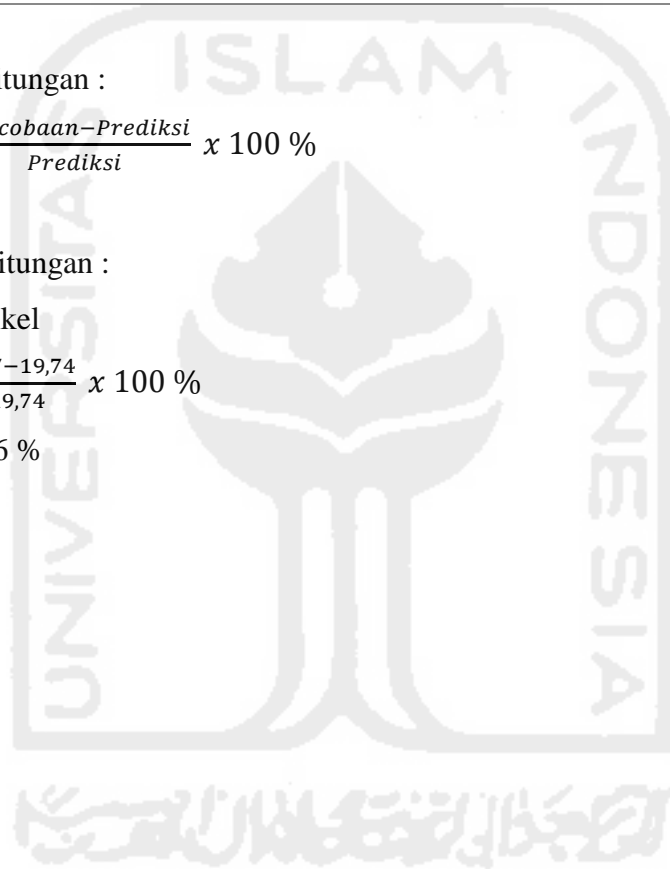 ISLAM
UNIVERSITAS
INDONESIA
itungan :
cobaan−Prediksi
Prediksi
x 100 %
itungan :
kel
−19,74
9,74
x 100 %
6 %